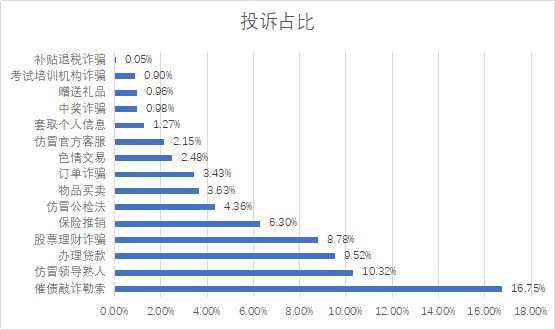 投诉占比
补贴退税诈骗 0.05%
考试培训机构诈骗 0.90%
赠送礼品 0.96%
中奖诈骗 0.98%
套取个人信息 1.27%
仿冒官方客服 2.15%
色情交易 2.48%
订单诈骗 3.43%
物品买卖 3.63%
仿冒公检法 4.36%
保险推销 6.30%
股票理财诈骗 8.78%
办理贷款 9.52%
仿冒领导熟人 10.32%
催债敲诈勒索 16.75%
0.00% 2.00% 4.00% 6.00% 8.00% 10.00% 12.00% 14.00% 16.00% 18.00%